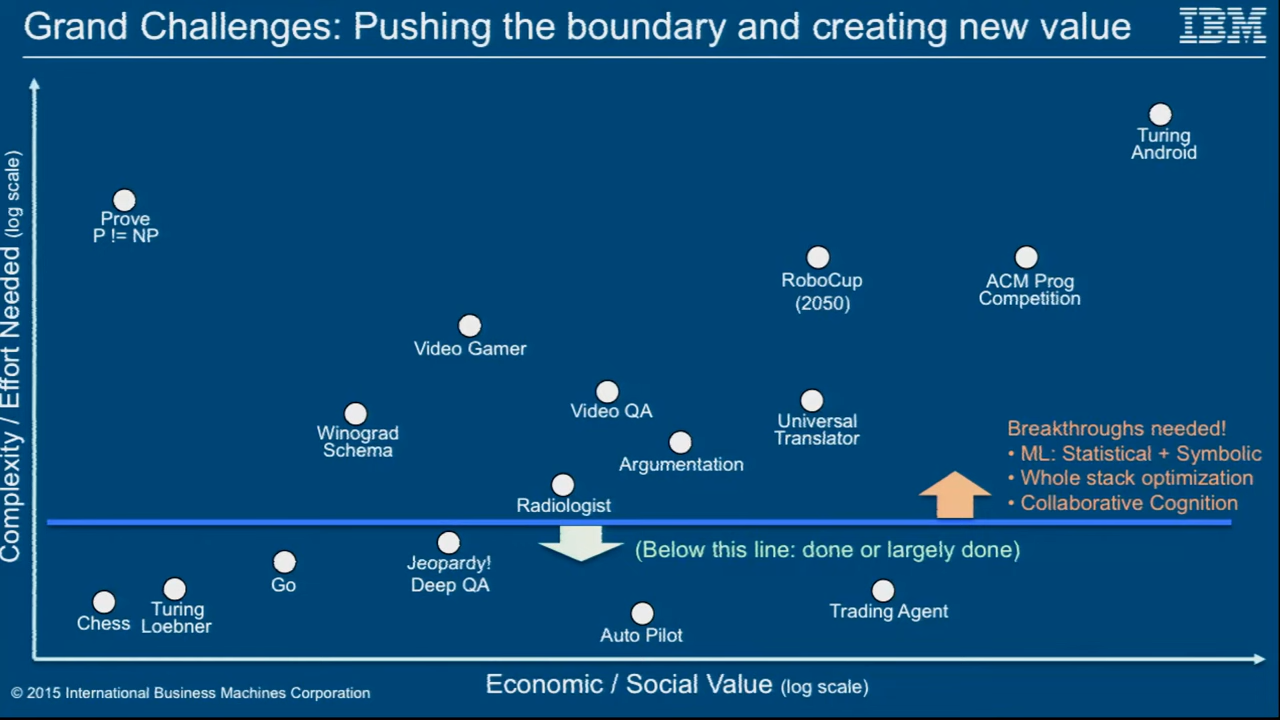 Grand Challenges: Pushing the boundary and creating new value
IBM
Complexity / Effort Needed (log scale)
Turing
Android
Prove
P != NP
RoboCup
(2050)
ACM Prog
Competition
Video Gamer
Video QA
Winograd
Schema
Universal
Translator
Argumentation
Radiologist
Breakthroughs needed!
• ML: Statistical + Symbolic
• Whole stack optimization
• Collaborative Cognition
(Below this line: done or largely done)
Jeopardy!
Deep QA
Go
Chess
Turing
Loebner
Auto Pilot
Trading Agent
Economic / Social Value (log scale)
© 2015 International Business Machines Corporation